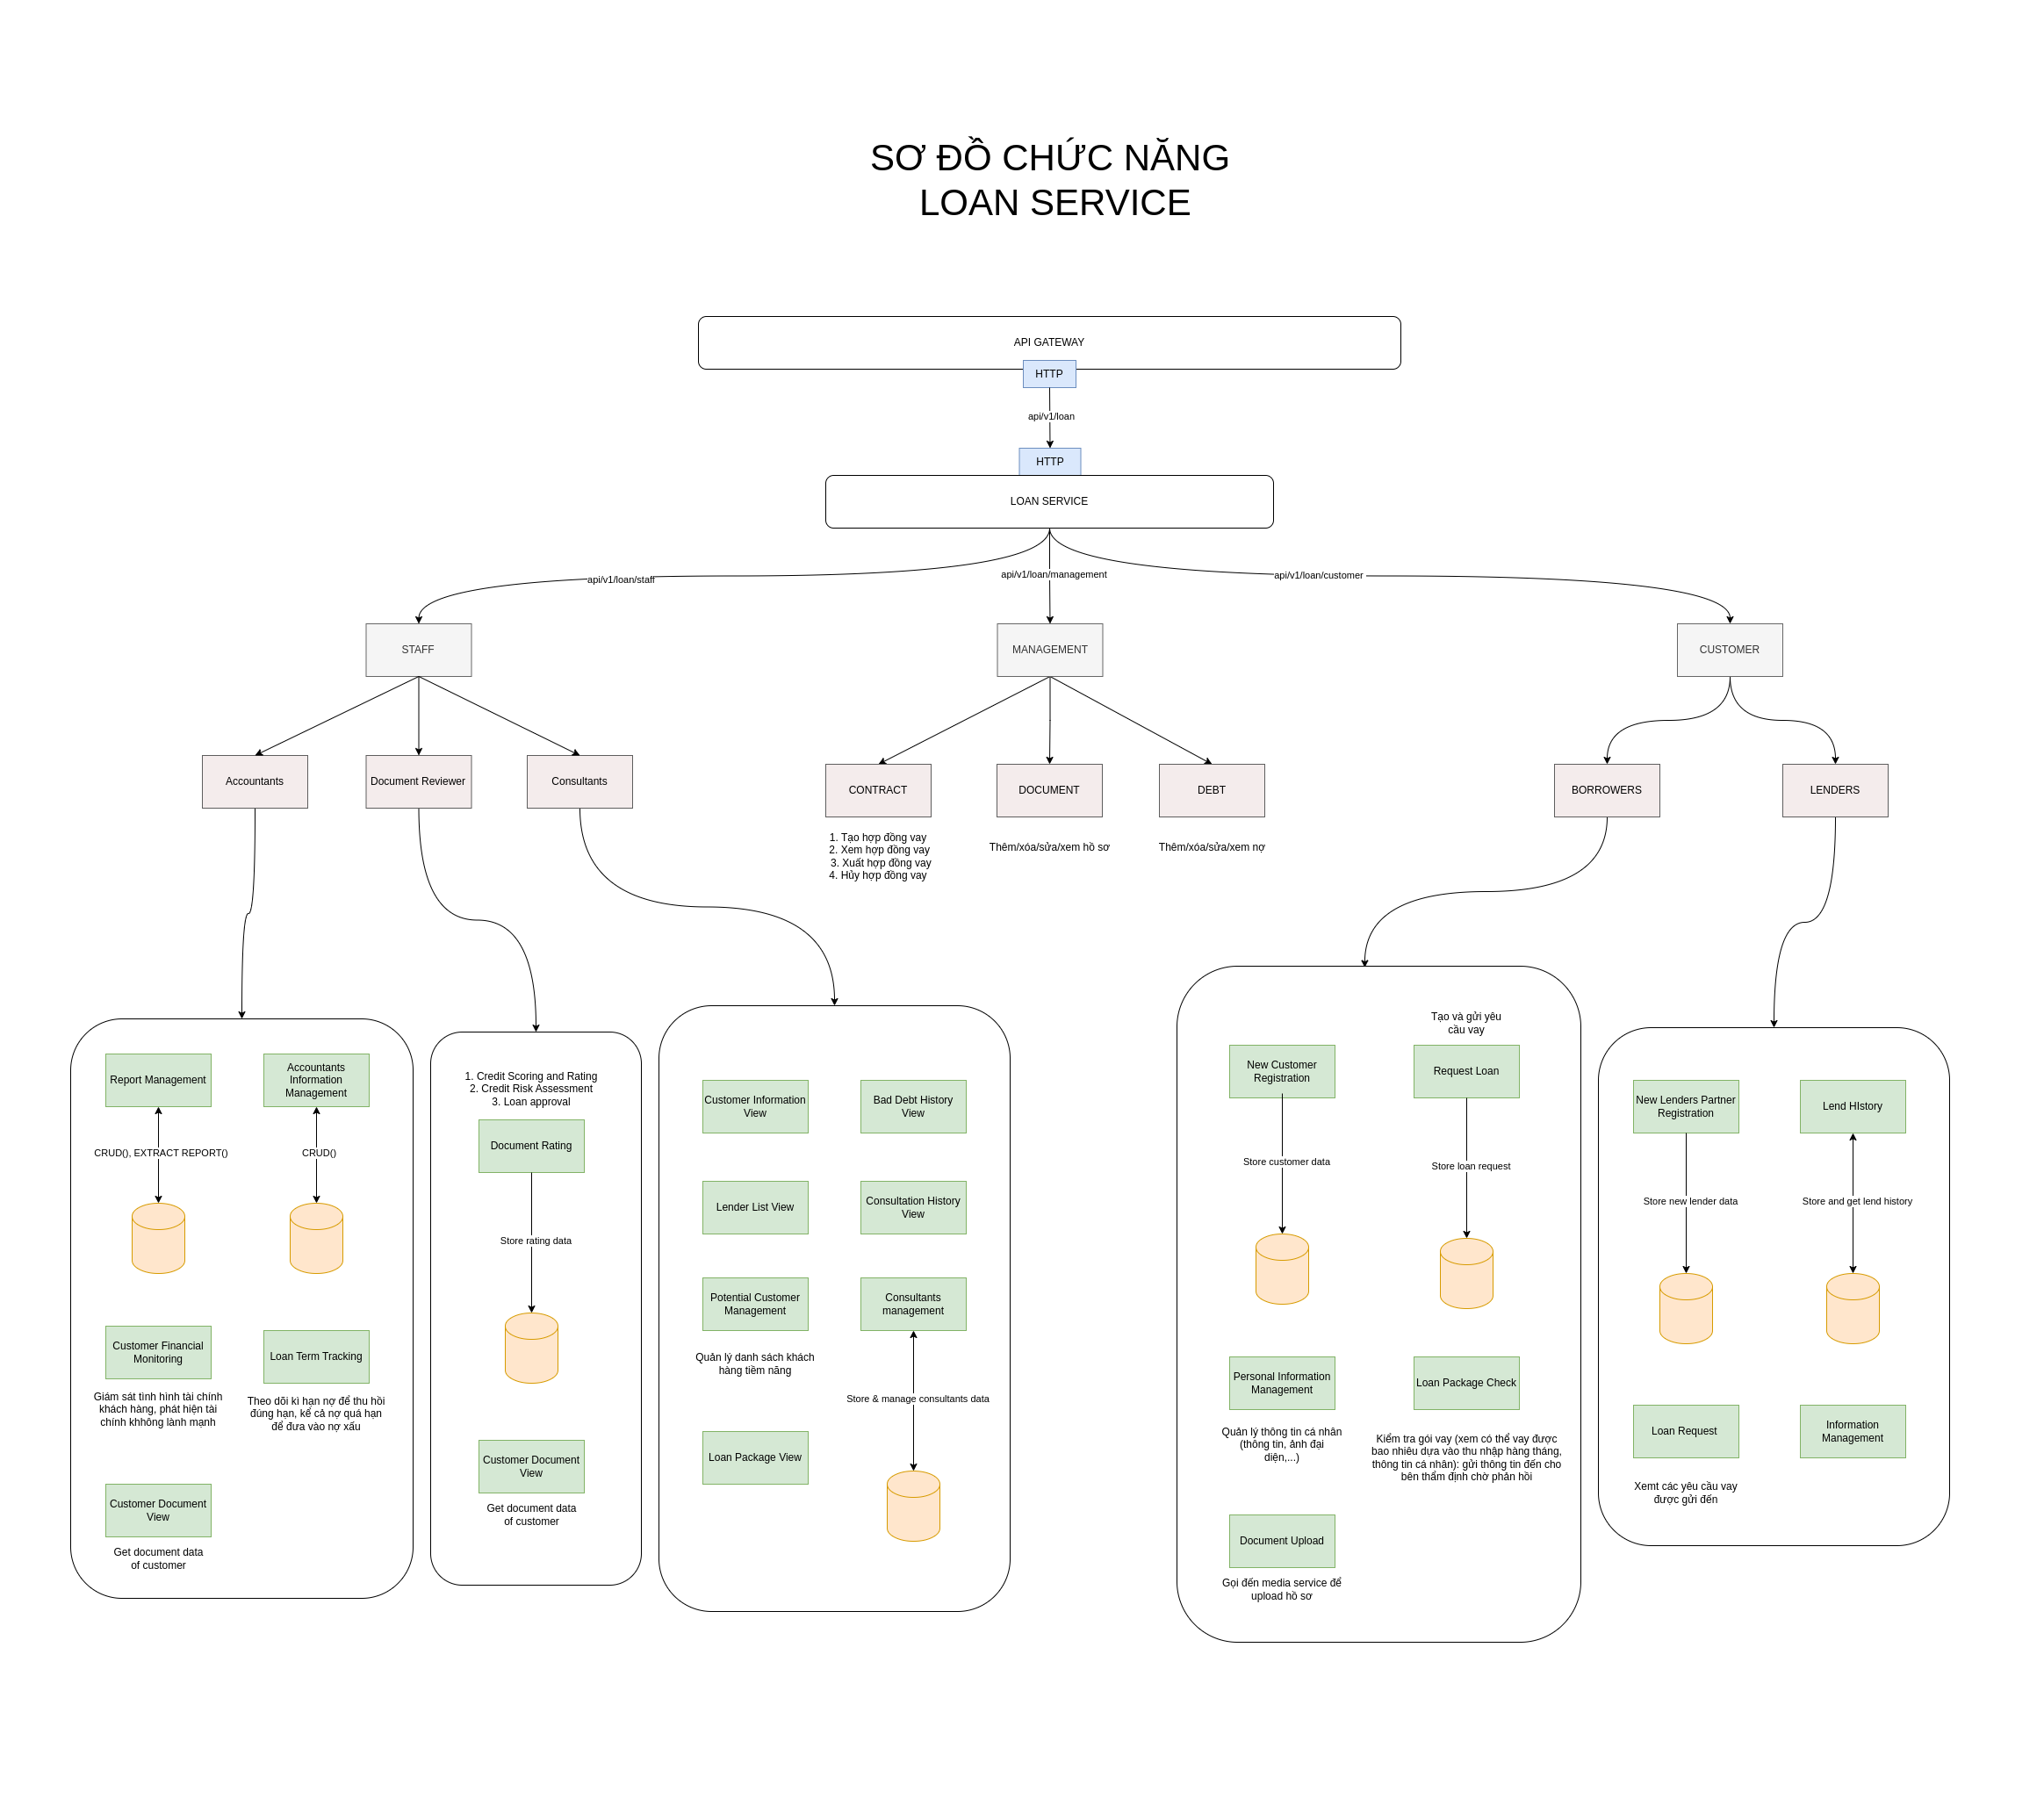 SƠ ĐỒ CHỨC NĂNG
LOAN SERVICE
API GATEWAY
HTTP
api/v1/loan
HTTP
LOAN SERVICE
api/v1/loan/staff
api/v1/loan/management
api/v1/loan/customer
STAFF
MANAGEMENT
CUSTOMER
Accountants
Document Reviewer
Consultants
CONTRACT
DOCUMENT
DEBT
BORROWERS
LENDERS
1. Tạo hợp đồng vay
2. Xem hợp đồng vay
3. Xuất hợp đồng vay
4. Hủy hợp đồng vay
Thêm/xóa/sửa/xem hồ sơ
Thêm/xóa/sửa/xem nợ
Report Management
Accountants
Information
Management
CRUD(), EXTRACT REPORT()
CRUD()
Customer Financial
Monitoring
Giám sát tình hình tài chính
khách hàng, phát hiện tài
chính khhông lành mạnh
Loan Term Tracking
Theo dõi kì hạn nợ để thu hồi
đúng hạn, kể cả nợ quá hạn
để đưa vào nợ xấu
Customer Document
View
Get document data
of customer
1. Credit Scoring and Rating
2. Credit Risk Assessment
3. Loan approval
Document Rating
Store rating data
Customer Document
View
Get document data
of customer
Customer Information
View
Bad Debt History
View
Lender List View
Consultation History
View
Potential Customer
Management
Consultants
management
Quản lý danh sách khách
hàng tiềm năng
Store & manage consultants data
Loan Package View
Tạo và gửi yêu
cầu vay
New Customer
Registration
Request Loan
Store customer data
Store loan request
Personal Information
Management
Loan Package Check
Quản lý thông tin cá nhân
(thông tin, ảnh đại
diện,...)
Kiểm tra gói vay (xem có thể vay được
bao nhiêu dựa vào thu nhập hàng tháng,
thông tin cá nhân): gửi thông tin đến cho
bên thẩm định chờ phản hồi
Document Upload
Gọi đến media service để
upload hồ sơ
New Lenders Partner
Registration
Lend HIstory
Store new lender data
Store and get lend history
Loan Request
Information
Management
Xemt các yêu cầu vay
được gửi đến